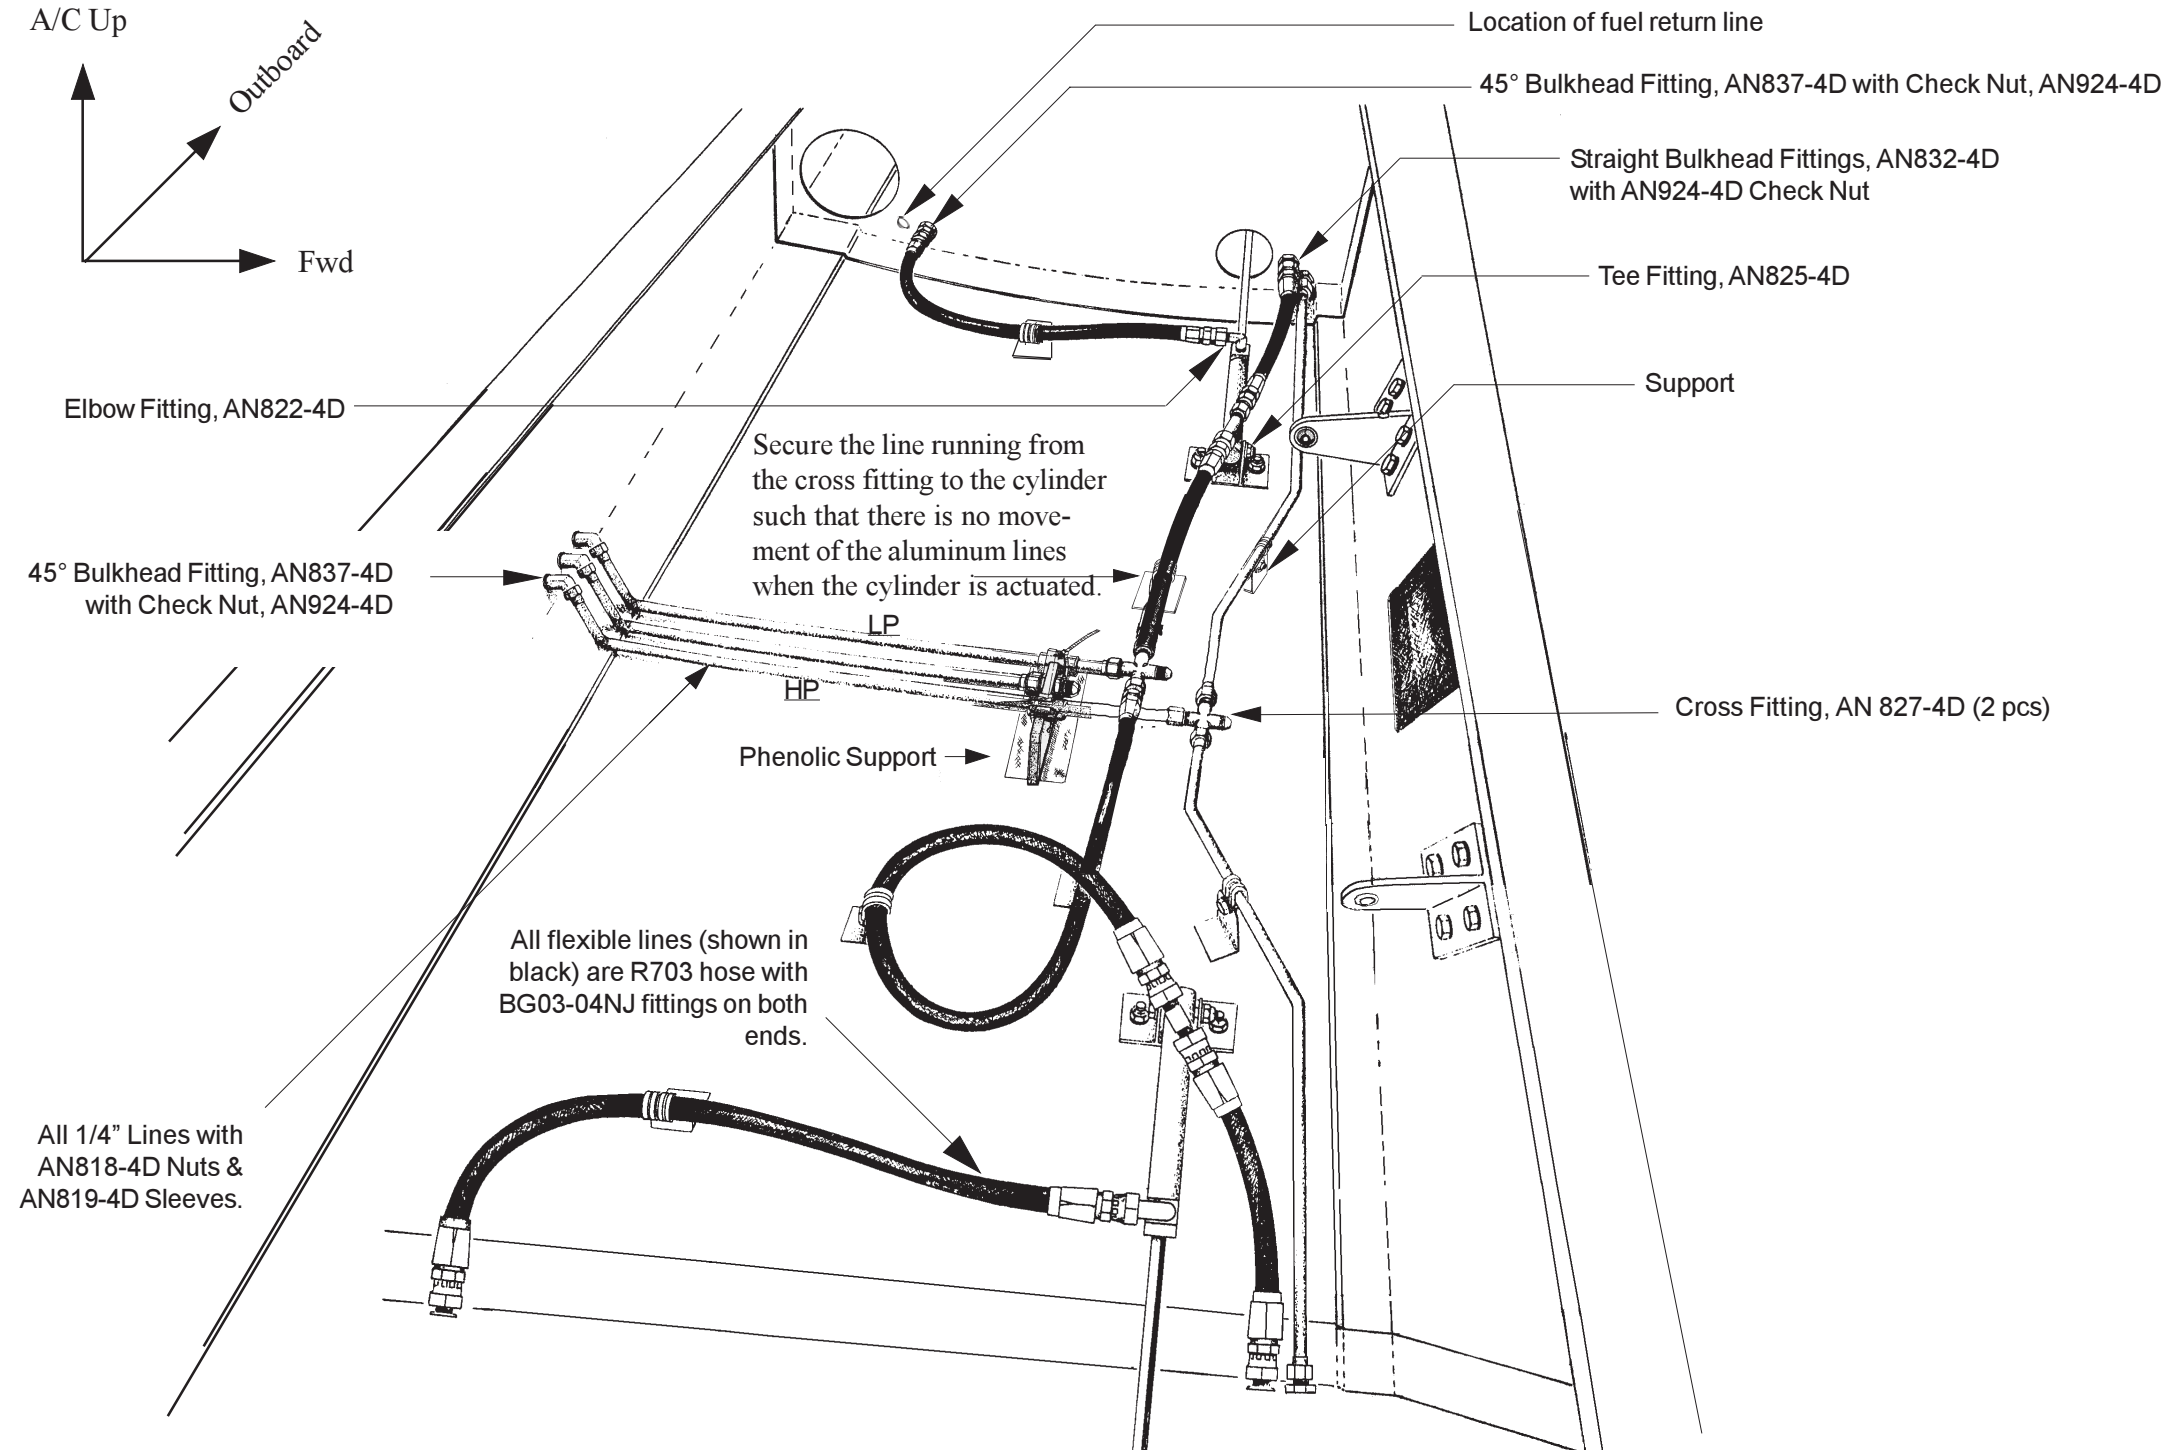 A/C Up
Outboard
Fwd
Location of fuel return line
45° Bulkhead Fitting, AN837-4D with Check Nut, AN924-4D
Straight Bulkhead Fittings, AN832-4D
with AN924-4D Check Nut
Tee Fitting, AN825-4D
Support
Elbow Fitting, AN822-4D
Secure the line running from
the cross fitting to the cylinder
such that there is no move-
ment of the aluminum lines
when the cylinder is actuated.
45° Bulkhead Fitting, AN837-4D
with Check Nut, AN924-4D
LP
HP
Cross Fitting, AN 827-4D (2 pcs)
Phenolic Support
All flexible lines (shown in
black) are R703 hose with
BG03-04NJ fittings on both
ends.
All 1/4” Lines with
AN818-4D Nuts &
AN819-4D Sleeves.